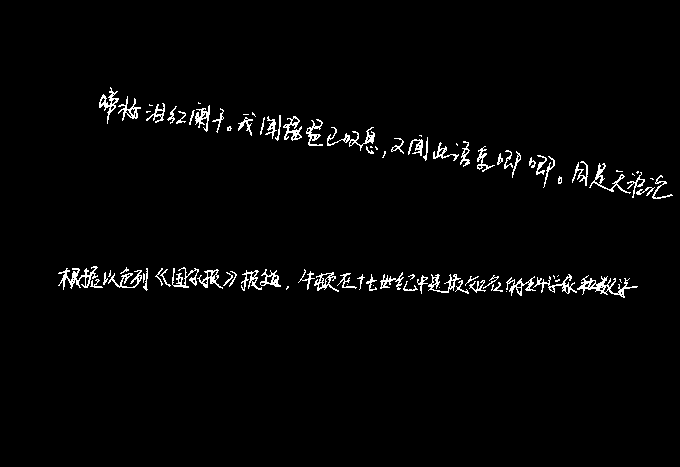 啼妆泪红阑干。我闻琵琶已叹息，又闻此语重唧唧。同是天涯沦
根据以色列《国土报》报道，牛顿在十七世纪中是最知名的科学家和数学